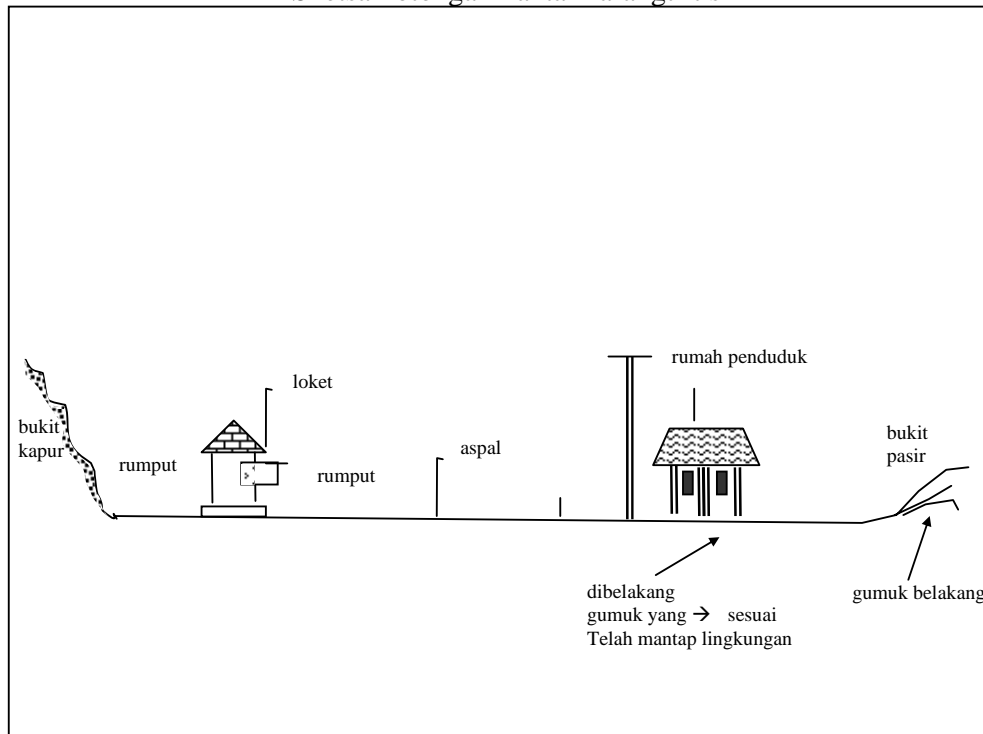 rumah penduduk
loket
bukit
kapur
aspal
bukit
pasir
rumput
rumput
dibelakang
gumuk yang → sesuai
Telah mantap lingkungan
gumuk belakang